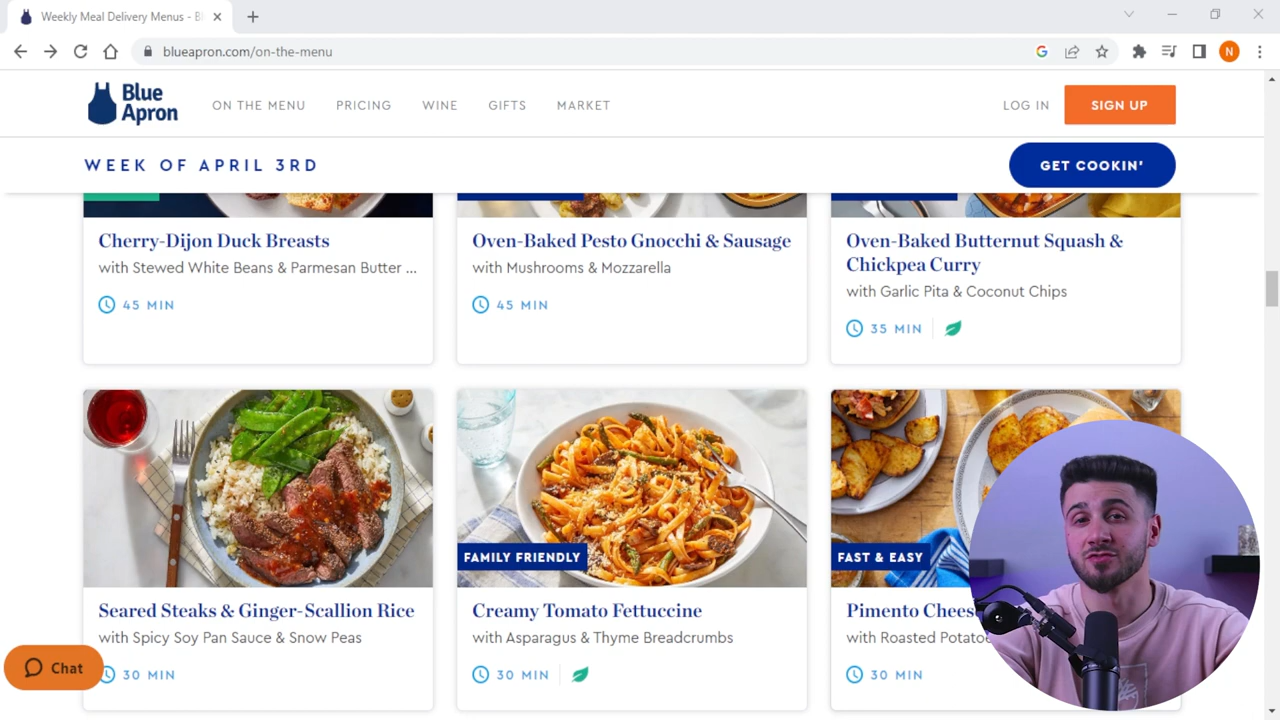 Weekly Meal Delivery Menus - Bl
blueapron.com/on-the-menu
N
Blue
Apron
ON THE MENU
PRICING
WINE
GIFTS
MARKET
LOG IN
SIGN UP
WEEK OF APRIL 3RD
GET COOKIN'
Cherry-Dijon Duck Breasts
with Stewed White Beans & Parmesan Butter ...
45 MIN
Oven-Baked Pesto Gnocchi & Sausage
with Mushrooms & Mozzarella
45 MIN
Oven-Baked Butternut Squash &
Chickpea Curry
with Garlic Pita & Coconut Chips
35 MIN
Seared Steaks & Ginger-Scallion Rice
with Spicy Soy Pan Sauce & Snow Peas
30 MIN
FAMILY FRIENDLY
Creamy Tomato Fettuccine
with Asparagus & Thyme Breadcrumbs
30 MIN
FAST & EASY
Pimento Chees
with Roasted Potato
30 MIN
Chat